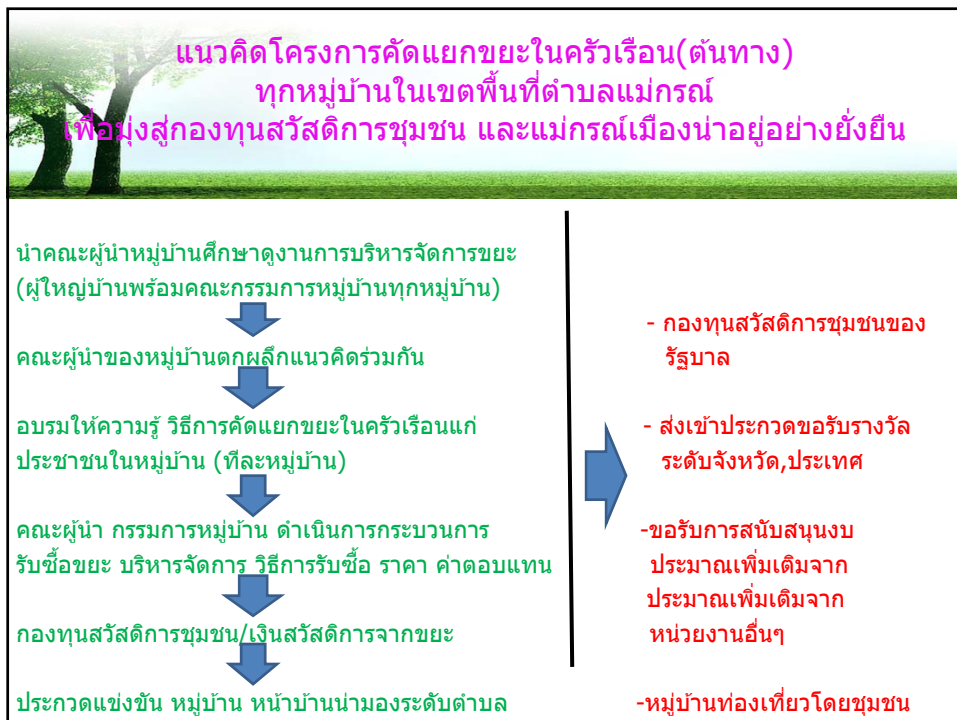 แนวคิดโครงการคัดแยกขยะในครัวเรือน(ต้นทาง)
ทุกหมู่บ้านในเขตพื้นที่ตำบลแม่กรณ์
เพื่อมุ่งสู่กองทุนสวัสดิการชุมชน และแม่กรณ์เมืองน่าอยู่อย่างยั่งยืน
นำคณะผู้นำหมู่บ้านศึกษาดูงานการบริหารจัดการขยะ
(ผู้ใหญ่บ้านพร้อมคณะกรรมการหมู่บ้านทุกหมู่บ้าน)
คณะผู้นำของหมู่บ้านตกผลึกแนวคิดร่วมกัน
อบรมให้ความรู้ วิธีการคัดแยกขยะในครัวเรือนแก่
ประชาชนในหมู่บ้าน (ทีละหมู่บ้าน)
คณะผู้นำ กรรมการหมู่บ้าน ดำเนินการกระบวนการ
รับซื้อขยะ บริหารจัดการ วิธีการรับซื้อ ราคา ค่าตอบแทน
กองทุนสวัสดิการชุมชน/เงินสวัสดิการจากขยะ
ประกวดแข่งขัน หมู่บ้าน หน้าบ้านน่ามองระดับตำบล
- กองทุนสวัสดิการชุมชนของ
รัฐบาล
- ส่งเข้าประกวดขอรับรางวัล
ระดับจังหวัด,ประเทศ
-ขอรับการสนับสนุนงบ
ประมาณเพิ่มเติมจาก
ประมาณเพิ่มเติมจาก
หน่วยงานอื่นๆ
-หมู่บ้านท่องเที่ยวโดยชุมชน